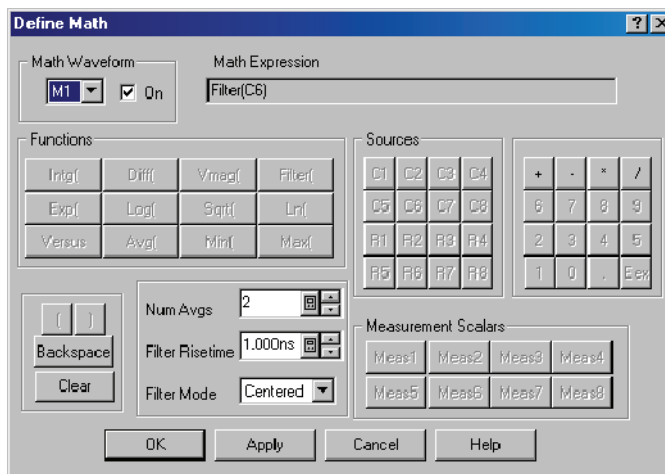 Define Math
Math Waveform
M1
On
Math Expression
Filter(C6)
Functions
Intg( Diff( Vmag( Filter(
Exp( Log( Sqrt( Ln(
Versus Avg( Min( Max(
Sources
C1 C2 C3 C4
C5 C6 C7 C8
R1 R2 R3 R4
R5 R6 R7 R8
+ - * /
6 7 8 9
2 3 4 5
1 0 . Eex
( )
Backspace
Clear
Num Avgs 2
Filter Risetime 1.000ns
Filter Mode Centered
Measurement Scalars
Meas1 Meas2 Meas3 Meas4
Meas5 Meas6 Meas7 Meas8
OK Apply Cancel Help